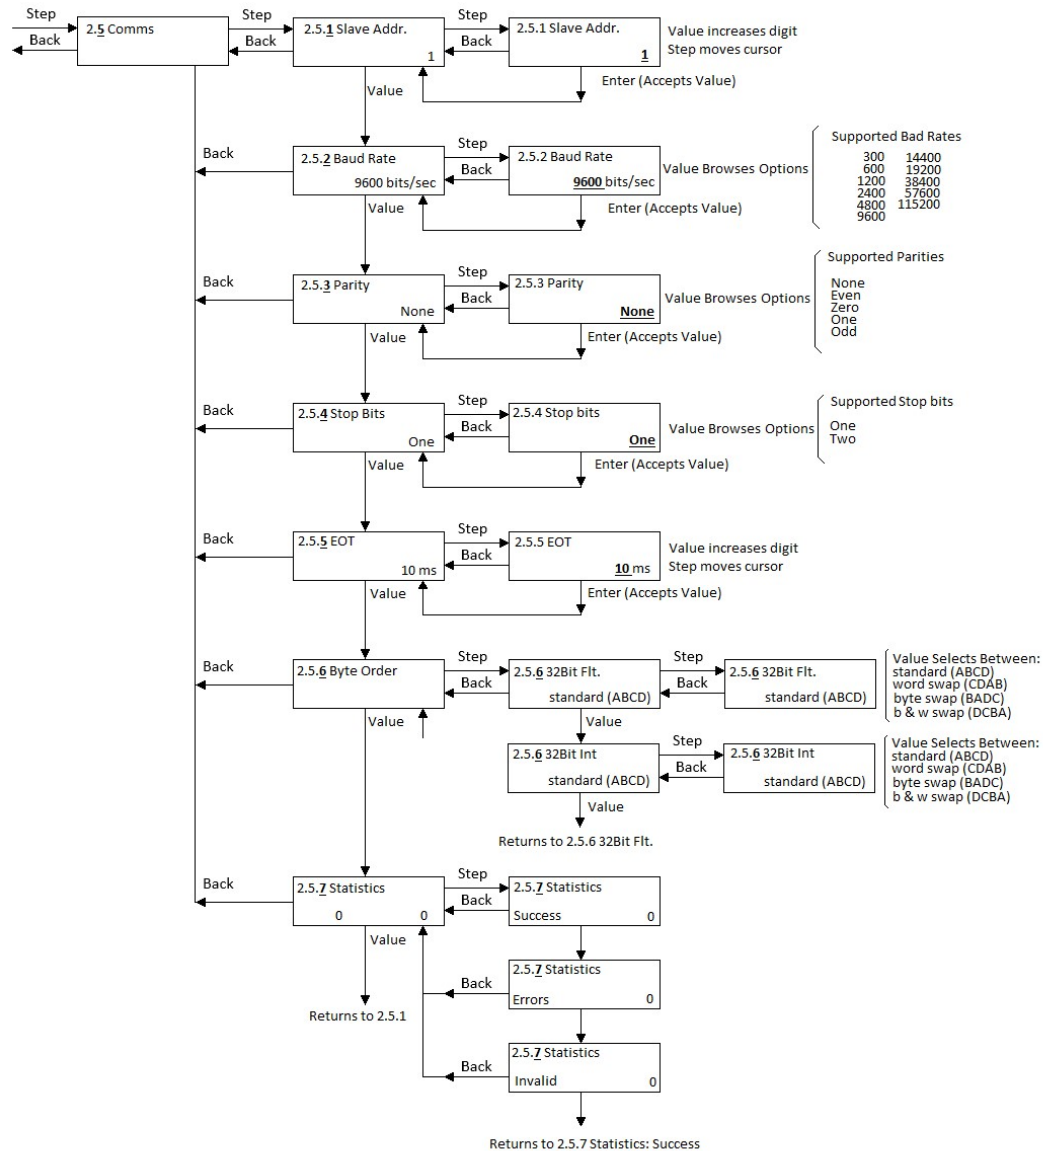 Step
Back
2.5 Comms
Step
Back
2.5.1 Slave Addr.
1
Step
Back
2.5.1 Slave Addr.
1
Value increases digit
Step moves cursor
Value
Enter (Accepts Value)
Back
2.5.2 Baud Rate
9600 bits/sec
Step
Back
2.5.2 Baud Rate
9600 bits/sec
Value Browses Options
Supported Bad Rates
300 14400
600 19200
1200 38400
2400 57600
4800 115200
9600
Value
Enter (Accepts Value)
Back
2.5.3 Parity
None
Step
Back
2.5.3 Parity
None
Value Browses Options
Supported Parities
None
Even
Zero
One
Odd
Value
Enter (Accepts Value)
Back
2.5.4 Stop Bits
One
Step
Back
2.5.4 Stop bits
One
Value Browses Options
Supported Stop bits
One
Two
Value
Enter (Accepts Value)
Back
2.5.5 EOT
10 ms
Step
Back
2.5.5 EOT
10 ms
Value increases digit
Step moves cursor
Value
Enter (Accepts Value)
Back
2.5.6 Byte Order
Step
Back
2.5.6 32Bit Flt.
standard (ABCD)
Step
Back
2.5.6 32Bit Flt.
standard (ABCD)
Value Selects Between:
standard (ABCD)
word swap (CDAB)
byte swap (BADC)
b & w swap (DCBA)
Value
Value
2.5.6 32Bit Int
standard (ABCD)
Step
Back
2.5.6 32Bit Int
standard (ABCD)
Value Selects Between:
standard (ABCD)
word swap (CDAB)
byte swap (BADC)
b & w swap (DCBA)
Value
Returns to 2.5.6 32Bit Flt.
Back
2.5.7 Statistics
0 0
Step
Back
2.5.7 Statistics
Success 0
Value
Returns to 2.5.1
Back
2.5.7 Statistics
Errors 0
Back
2.5.7 Statistics
Invalid 0
Returns to 2.5.7 Statistics: Success